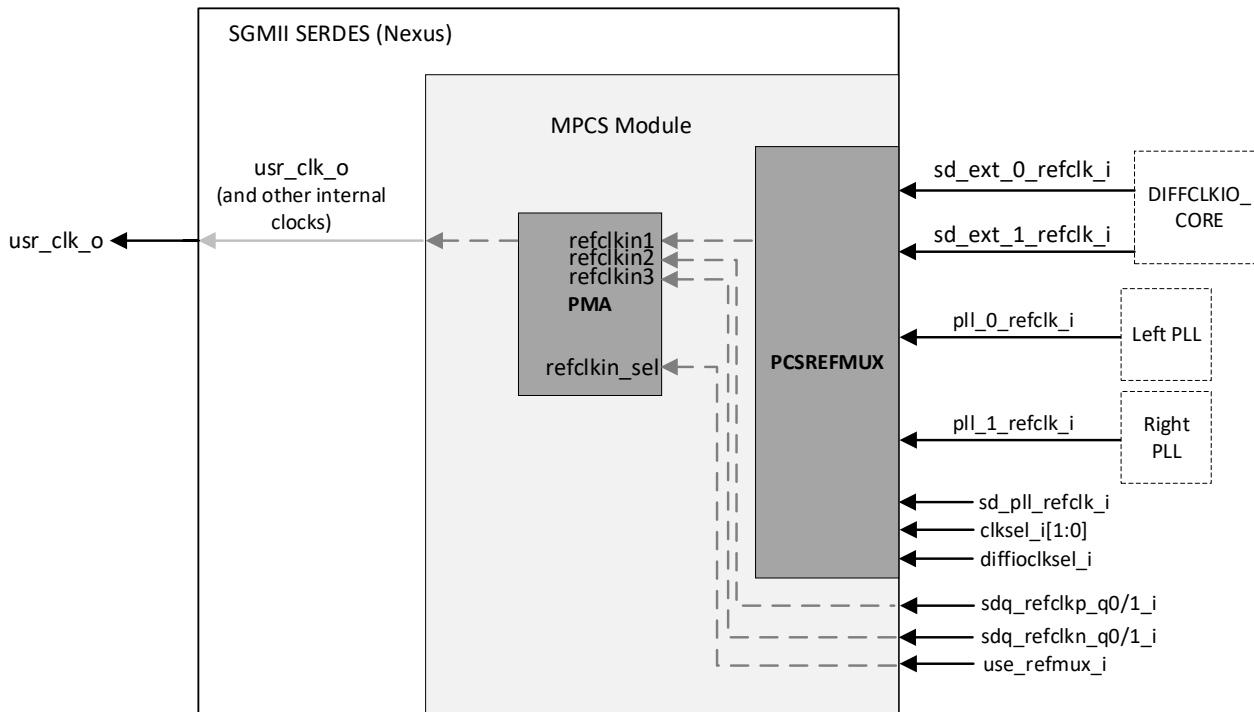 SGMII SERDES (Nexus)
MPCS Module
usr_clk_o
(and other internal
clocks)
usr_clk_o
refclkin1
refclkin2
refclkin3
PMA
refclkin_sel
PCSREFMUX
sd_ext_0_refclk_i
sd_ext_1_refclk_i
DIFFCLKIO_
CORE
pll_0_refclk_i
Left PLL
pll_1_refclk_i
Right
PLL
sd_pll_refclk_i
clksel_i[1:0]
diffioclksel_i
sdq_refclkp_q0/1_i
sdq_refclkn_q0/1_i
use_refmux_i